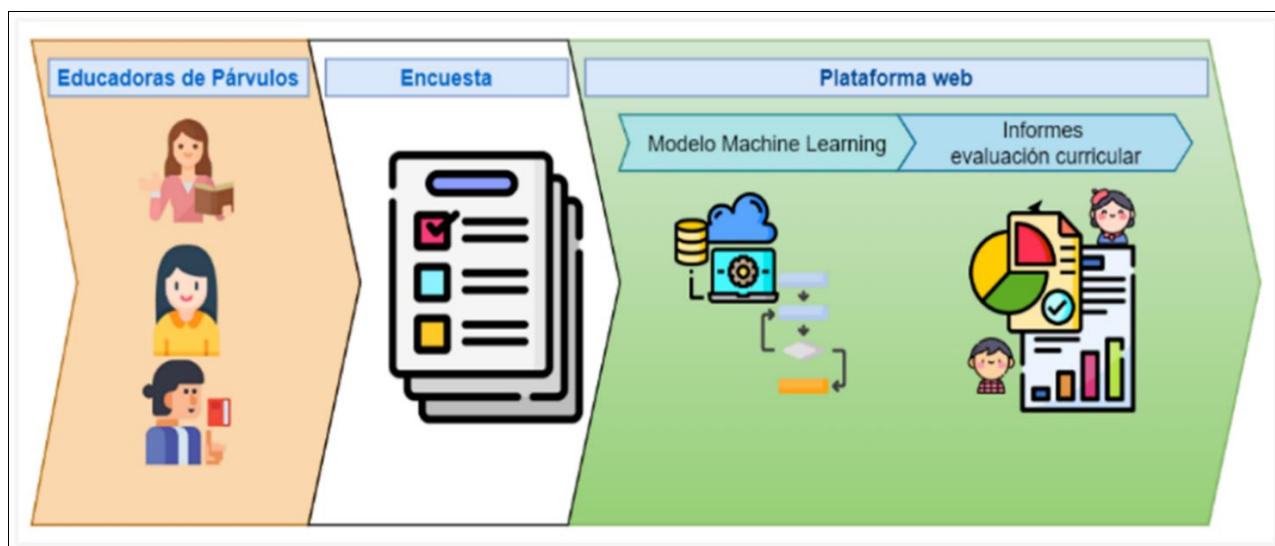 Educadoras de Párvulos
Encuesta
Plataforma web
Modelo Machine Learning
Informes
evaluación curricular